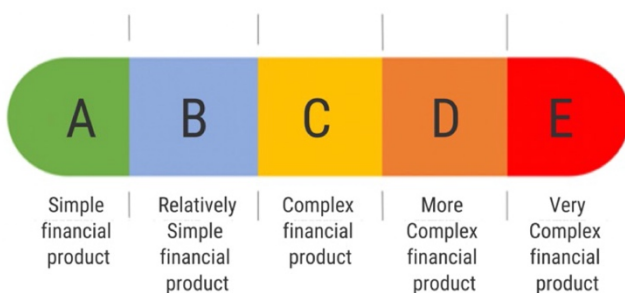 A B C D E
Simple
financial
product
Relatively
Simple
financial
product
Complex
financial
product
More
Complex
financial
product
Very
Complex
financial
product